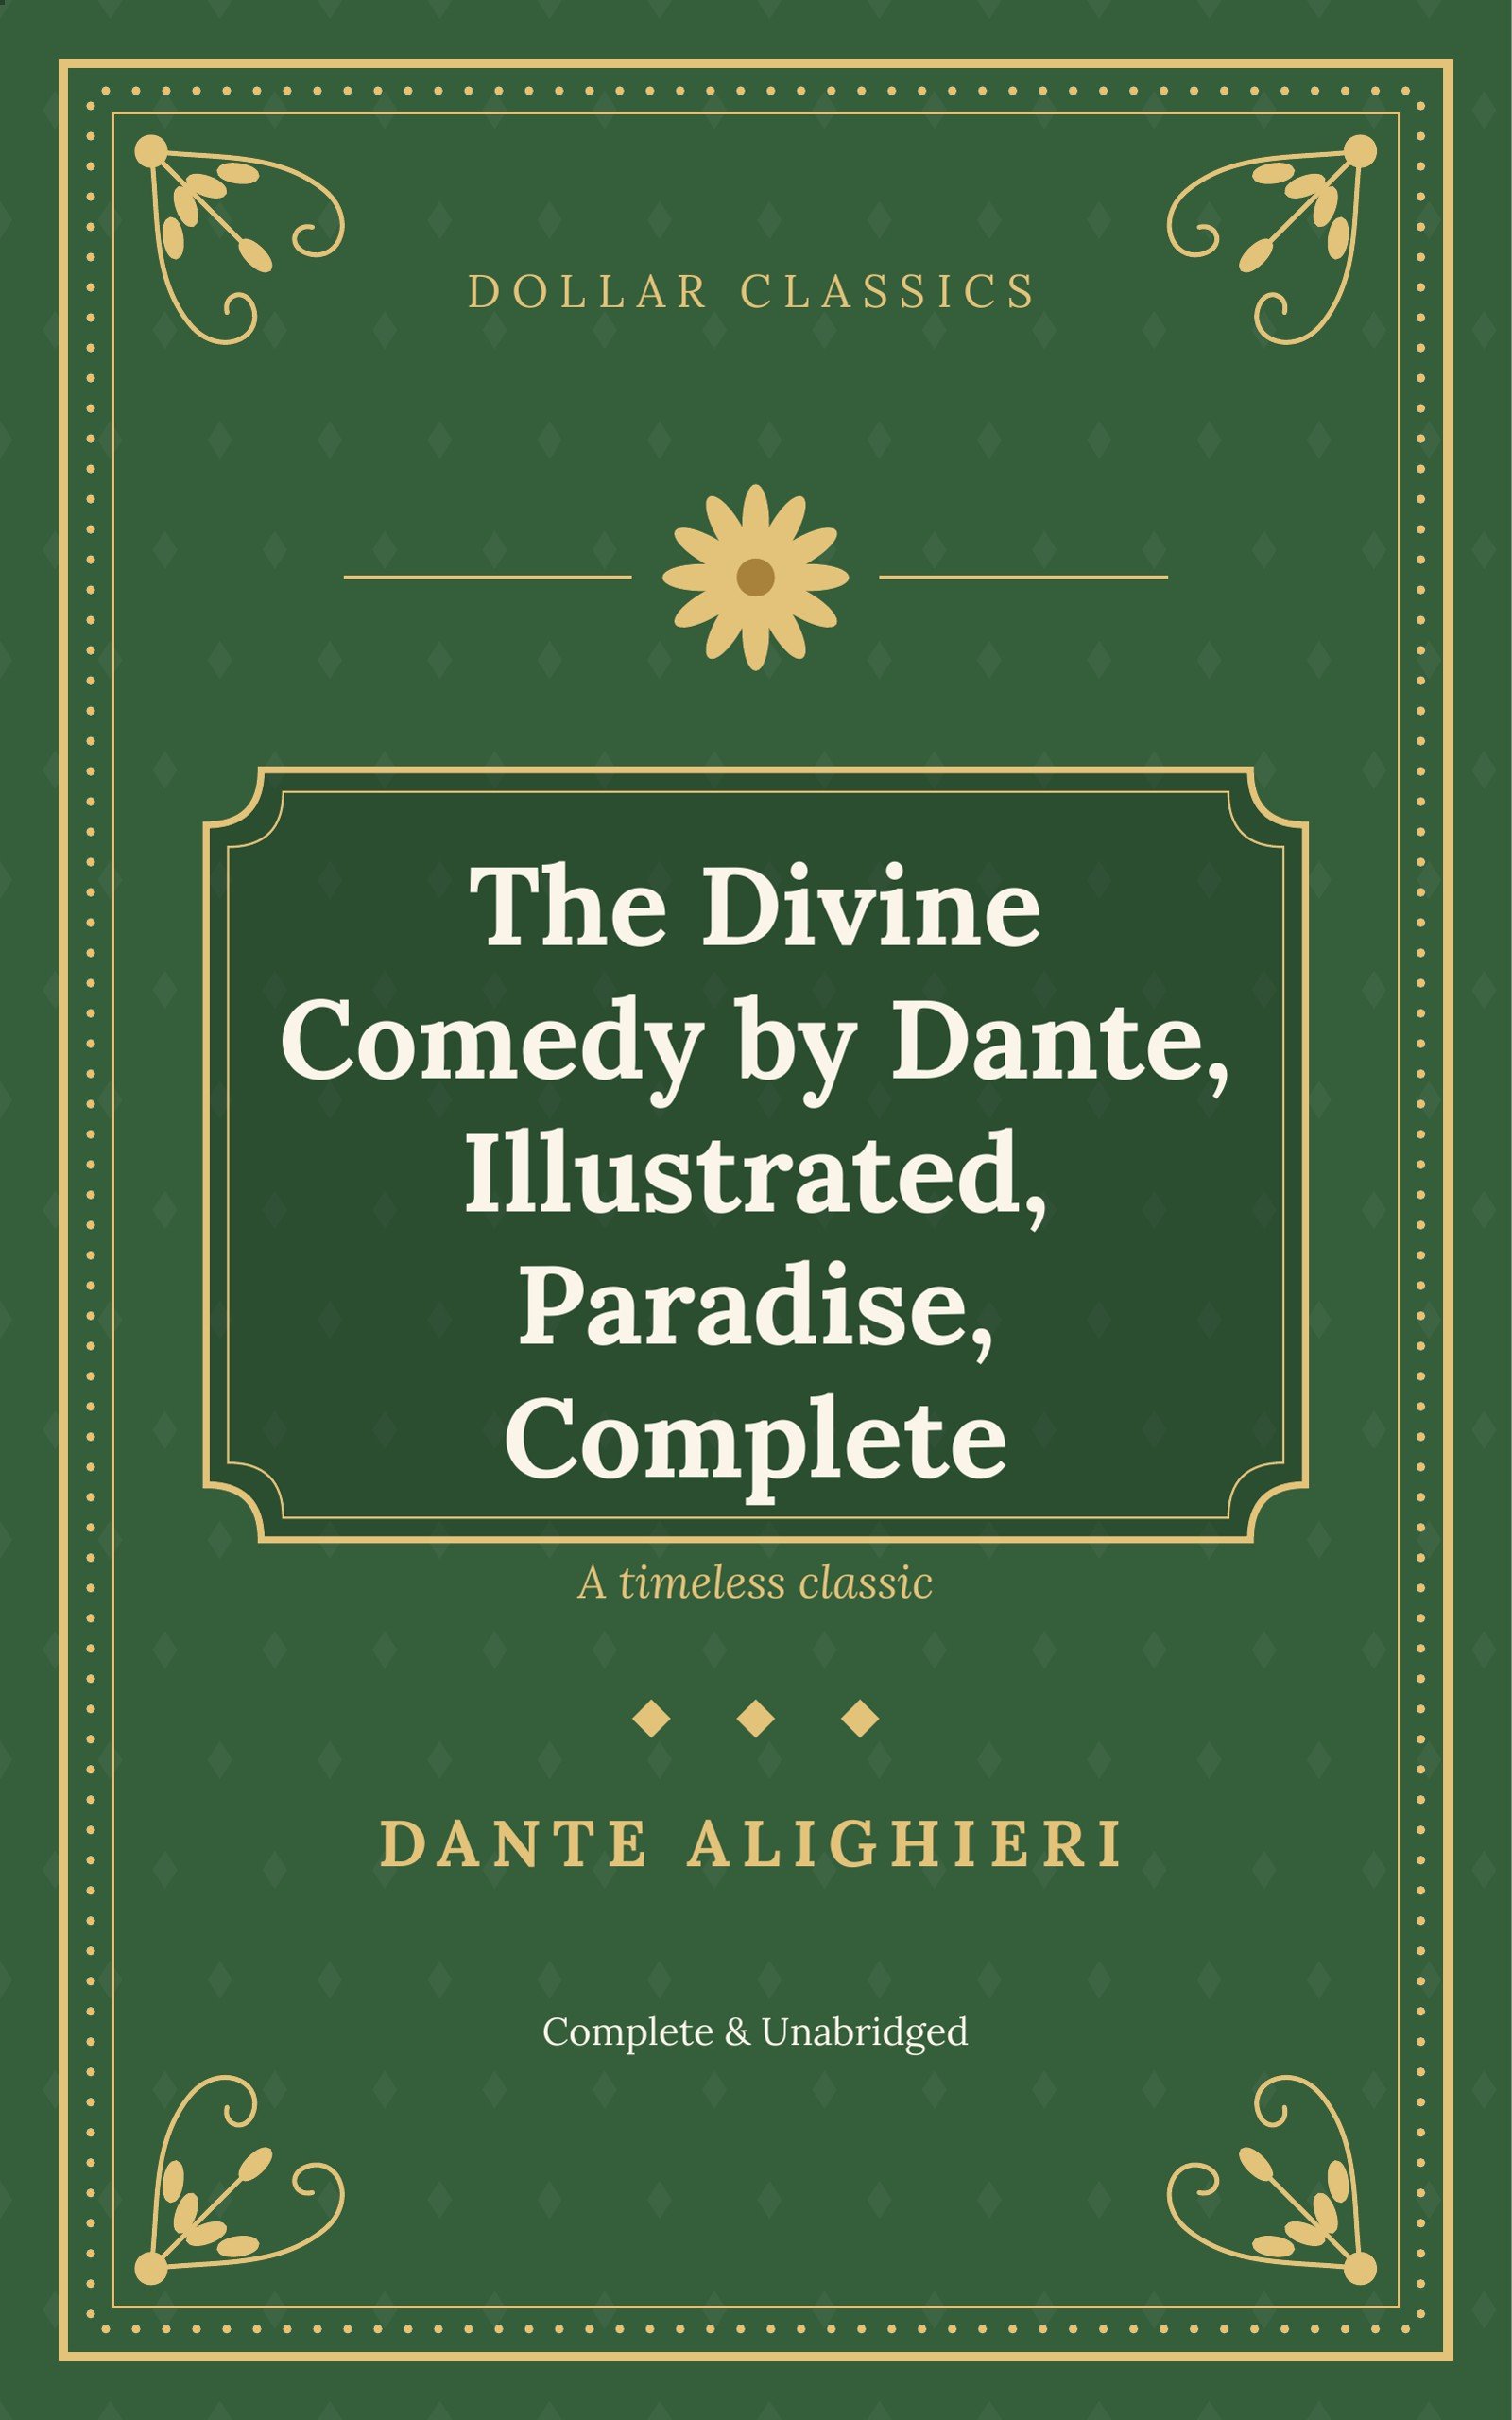 DOLLAR CLASSICS
The Divine
Comedy by Dante,
Illustrated,
Paradise,
Complete
A timeless classic
DANTE ALIGHIERI
Complete & Unabridged